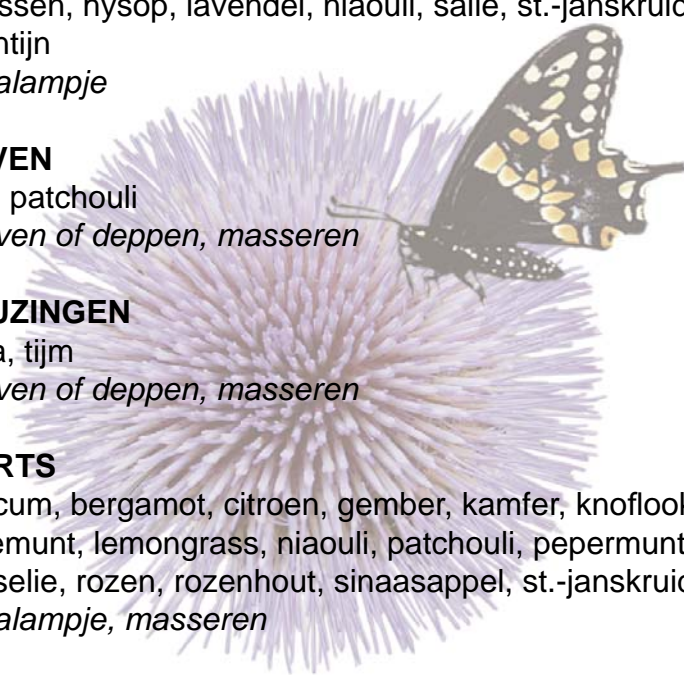 ssen, hysop, lavendel, niaouli, salie, st.-janskruid
ntijn
alampje
VEN
, patchouli
ven of deppen, masseren
UZINGEN
a, tijm
ven of deppen, masseren
RTS
cum, bergamot, citroen, gember, kamfer, knoflook
emunt, lemongrass, niaouli, patchouli, pepermunt
selie, rozen, rozenhout, sinaasappel, st.-janskruid
alampje, masseren